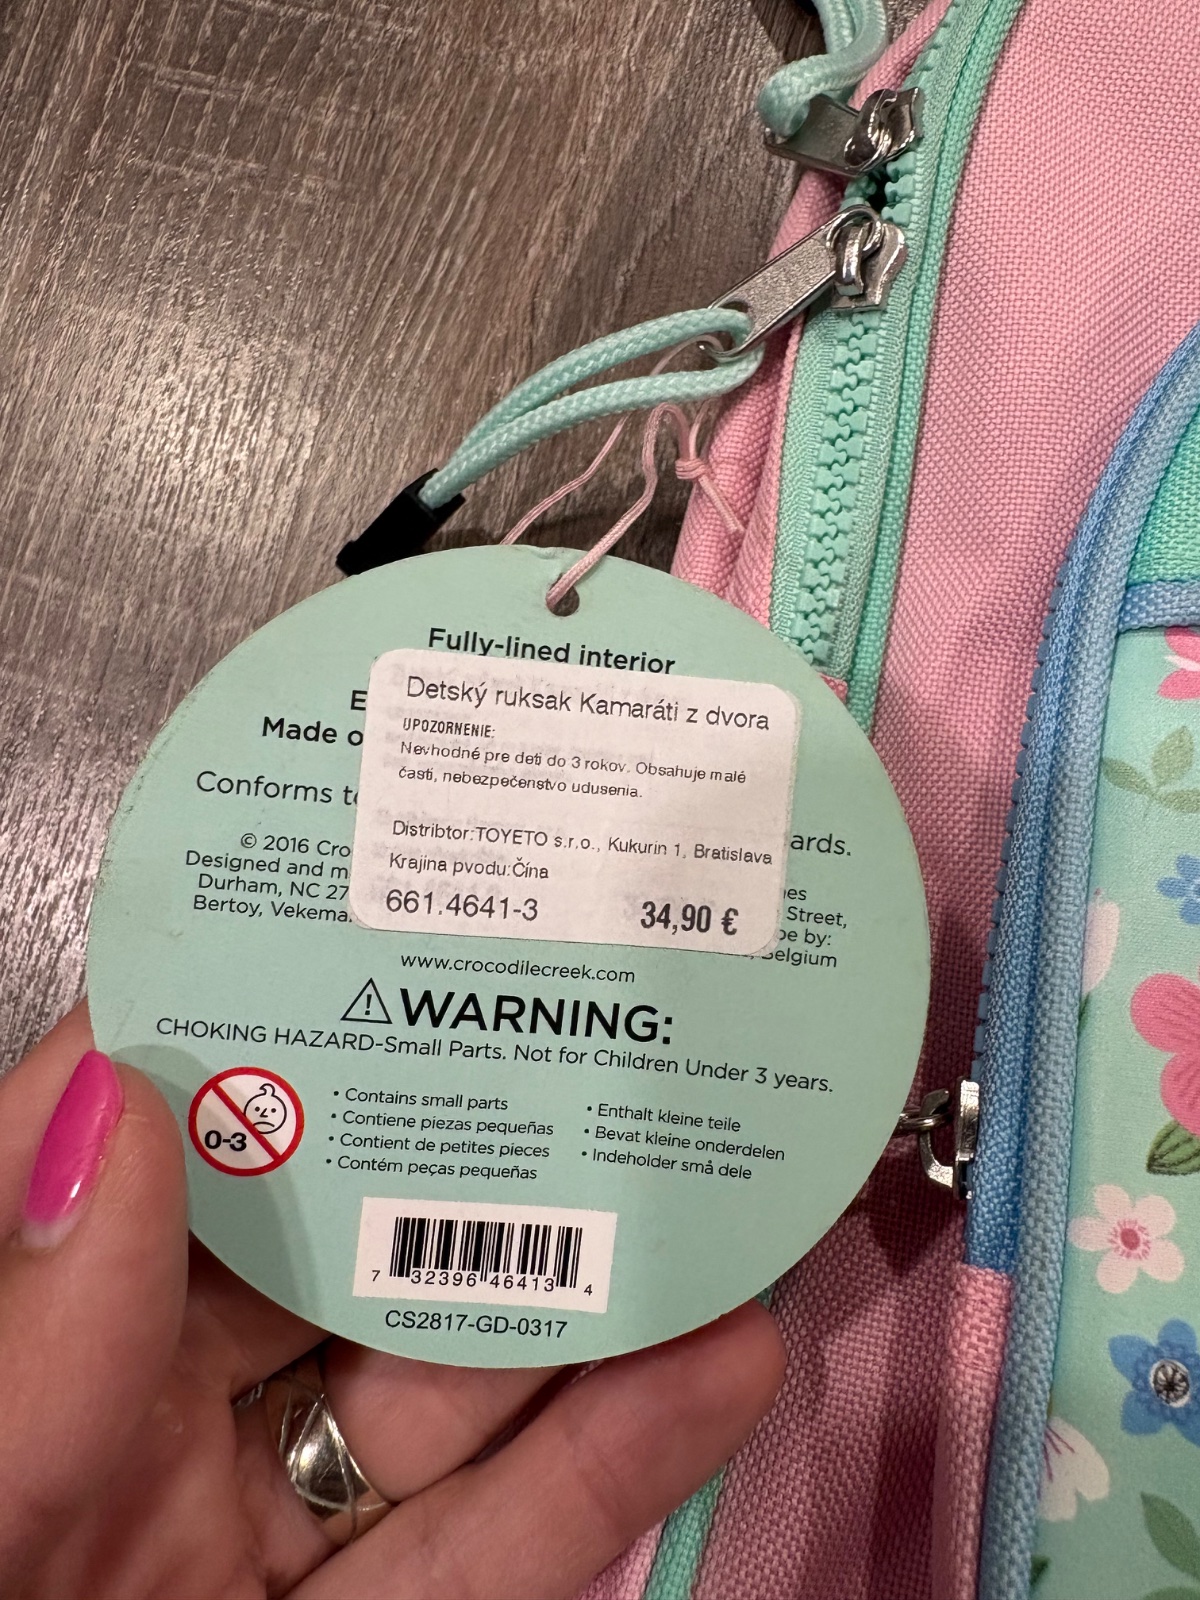 Fully-lined interior
E
Made o
Conforms to
ards.
© 2016 Cro
Designed and m
Durham, NC 27
Street,
Bertoy, Vekema
be by:
Belgium
Detský ruksak Kamaráti z dvora
UPOZORNENIE:
Nevhodné pre deti do 3 rokov. Obsahuje malé
časti, nebezpečenstvo udusenia.
Distribtor:TOYETO s.r.o., Kukurin 1, Bratislava
Krajina pvodu:Čína
661.4641-3
34,90 €
www.crocodilecreek.com
⚠WARNING:
CHOKING HAZARD-Small Parts. Not for Children Under 3 years.
0-3
• Contains small parts
• Contiene piezas pequeñas
• Contient de petites pieces
• Contém peças pequeñas
• Enthalt kleine teile
• Bevat kleine onderdelen
• Indeholder små dele
7 32396 46413 4
CS2817-GD-0317